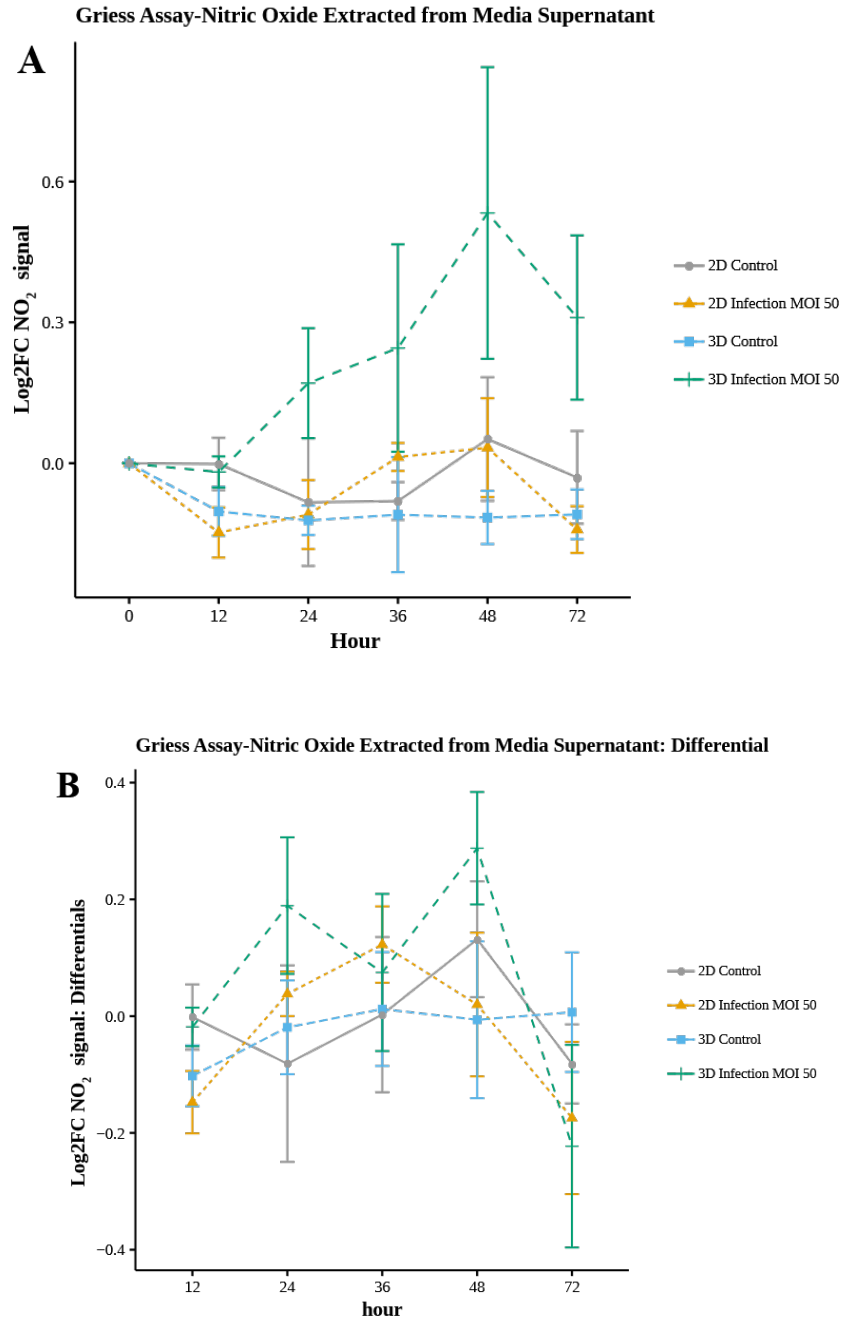 Griess Assay-Nitric Oxide Extracted from Media Supernatant
A
Log2FC NO₂ signal
0.6
0.3
0.0
0 12 24 36 48 72
Hour
2D Control
2D Infection MOI 50
3D Control
3D Infection MOI 50
Griess Assay-Nitric Oxide Extracted from Media Supernatant: Differential
B
Log2FC NO₂ signal: Differentials
0.4
0.2
0.0
−0.2
−0.4
12 24 36 48 72
hour
2D Control
2D Infection MOI 50
3D Control
3D Infection MOI 50